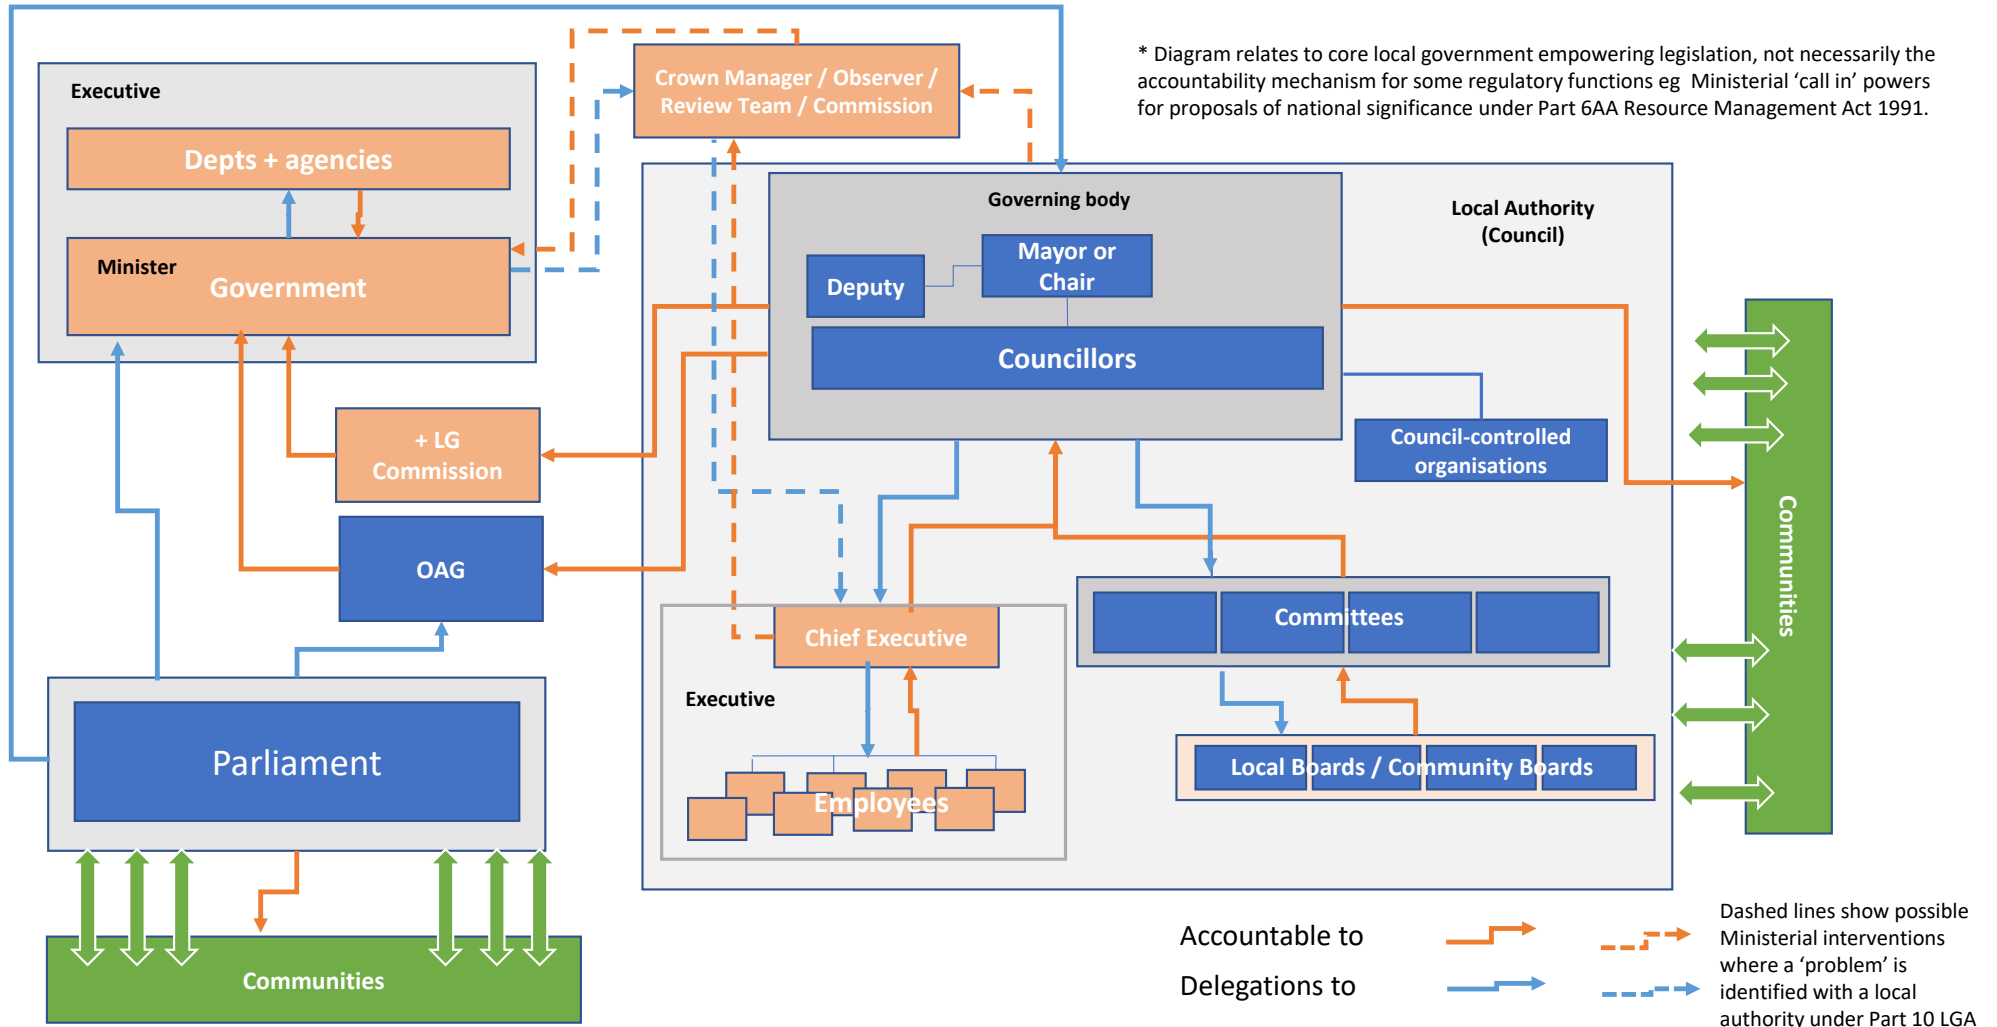 * Diagram relates to core local government empowering legislation, not necessarily the
accountability mechanism for some regulatory functions eg  Ministerial ‘call in’ powers
for proposals of national significance under Part 6AA Resource Management Act 1991.
Executive
Depts + agencies
Minister
Government
Crown Manager / Observer /
Review Team / Commission
Governing body
Local Authority
(Council)
Mayor or
Chair
Deputy
Councillors
Council-controlled
organisations
+ LG
Commission
OAG
Communities
Chief Executive
Committees
Executive
Employees
Local Boards / Community Boards
Parliament
Communities
Accountable to
Delegations to
Dashed lines show possible
Ministerial interventions
where a ‘problem’ is
identified with a local
authority under Part 10 LGA